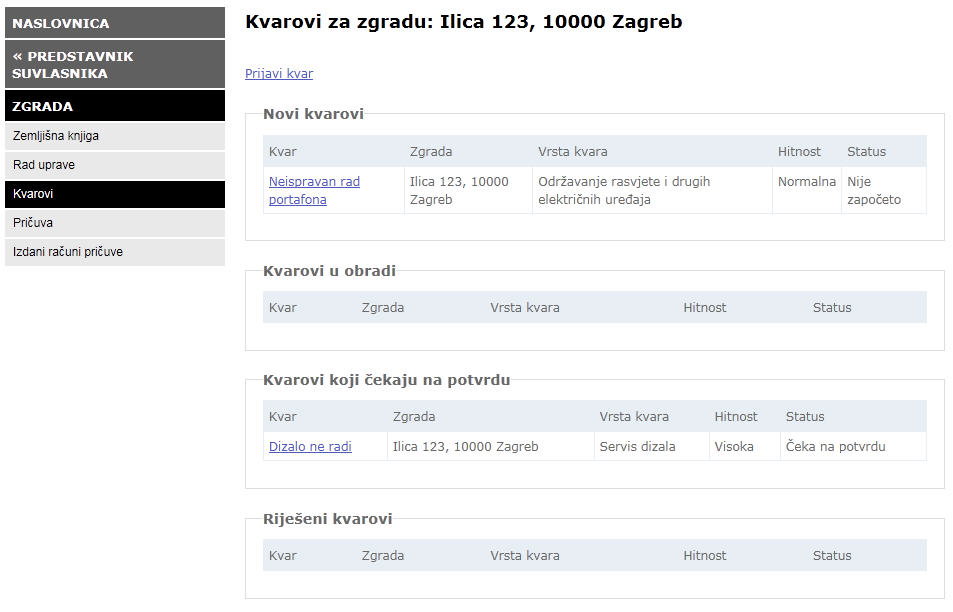 NASLOVNICA
« PREDSTAVNIK
SUVLASNIKA
ZGRADA
Zemljišna knjiga
Rad uprave
Kvarovi
Pričuva
Izdani računi pričuve
Kvarovi za zgradu: Ilica 123, 10000 Zagreb
Prijavi kvar
Novi kvarovi
Kvar Zgrada Vrsta kvara Hitnost Status
Neispravan rad Ilica 123, 10000 Održavanje rasvjete i drugih Normalna Nije
portafona Zagreb električnih uređaja započeto
Kvarovi u obradi
Kvar Zgrada Vrsta kvara Hitnost Status
Kvarovi koji čekaju na potvrdu
Kvar Zgrada Vrsta kvara Hitnost Status
Dizalo ne radi Ilica 123, 10000 Zagreb Servis dizala Visoka Čeka na potvrdu
Riješeni kvarovi
Kvar Zgrada Vrsta kvara Hitnost Status